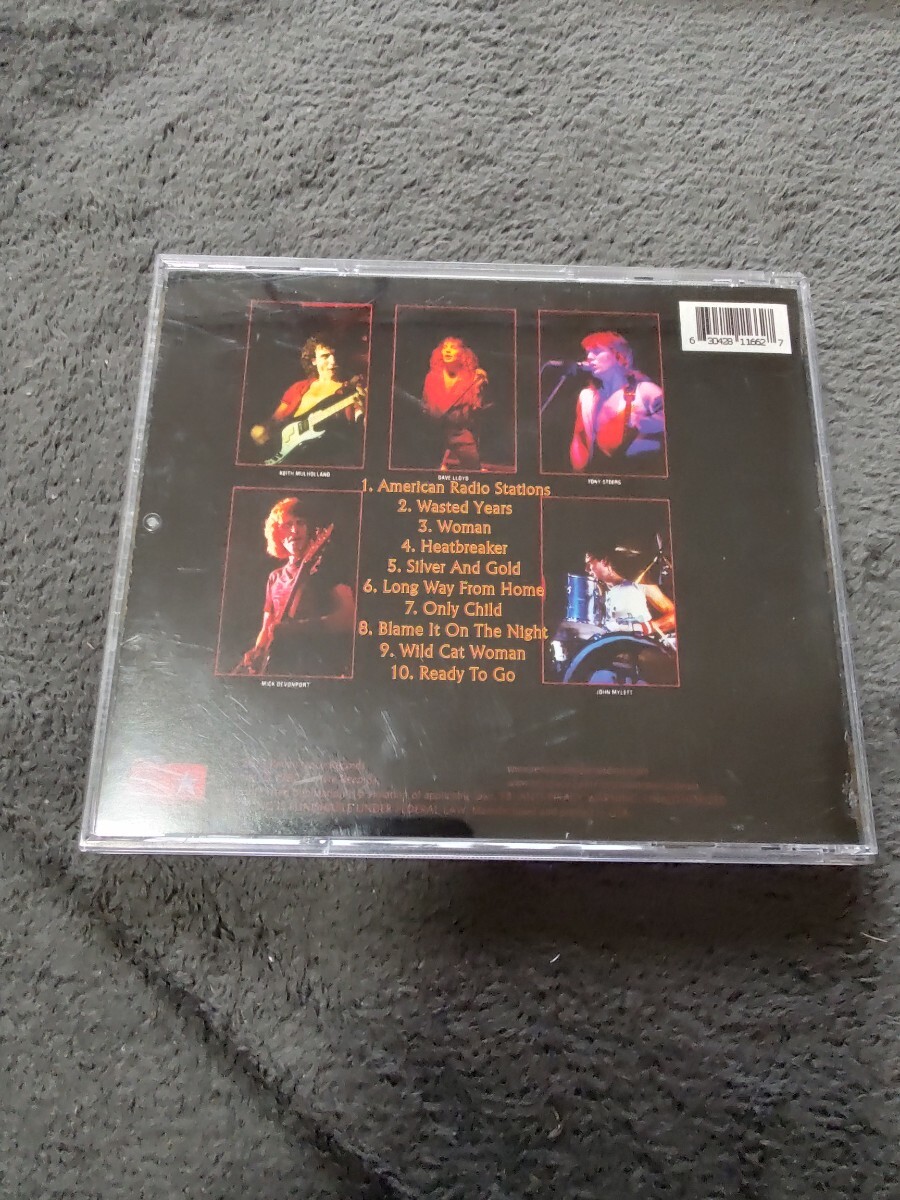 6 30428 11662 7
KEITH MULHOLLAND
DAVE LLOYD
TONY STEERS
1. American Radio Stations
2. Wasted Years
3. Woman
4. Heatbreaker
5. Silver And Gold
6. Long Way From Home
7. Only Child
8. Blame It On The Night
9. Wild Cat Woman
10. Ready To Go
MICK DEVONPORT
JOHN MYLETT